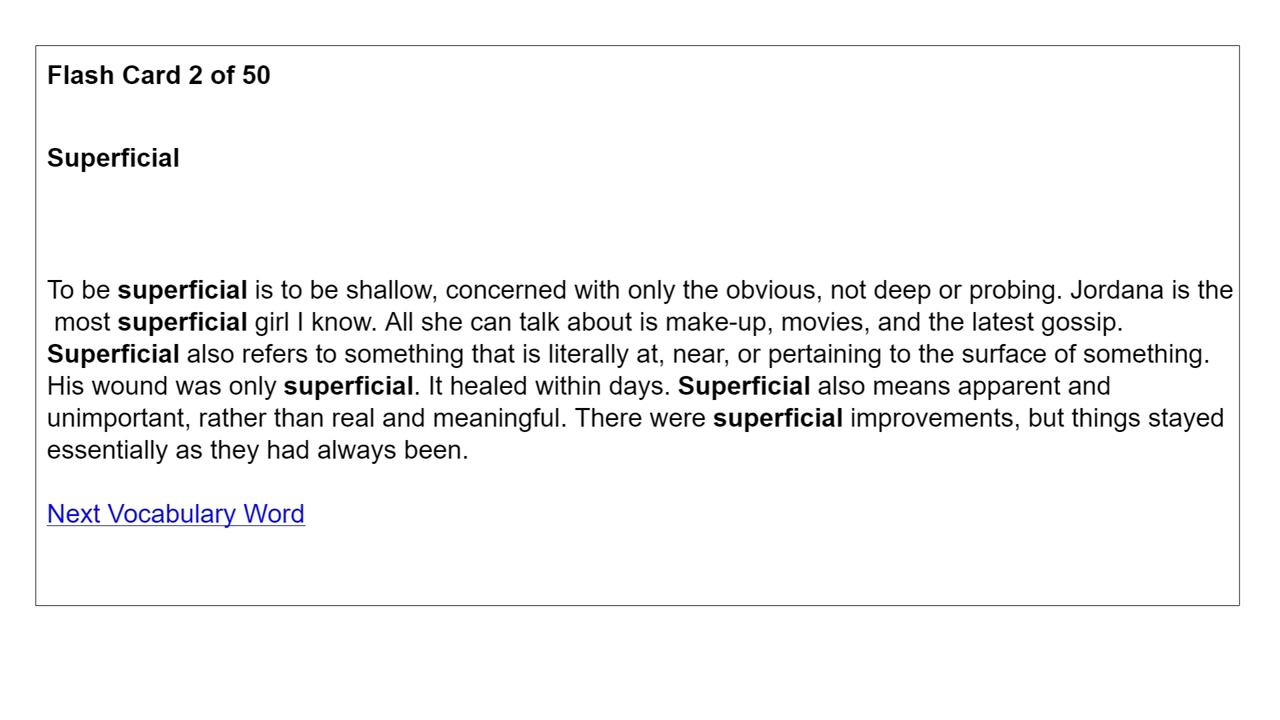 Flash Card 2 of 50
Superficial
To be superficial is to be shallow, concerned with only the obvious, not deep or probing. Jordana is the
most superficial girl I know. All she can talk about is make-up, movies, and the latest gossip.
Superficial also refers to something that is literally at, near, or pertaining to the surface of something.
His wound was only superficial. It healed within days. Superficial also means apparent and
unimportant, rather than real and meaningful. There were superficial improvements, but things stayed
essentially as they had always been.
Next Vocabulary Word